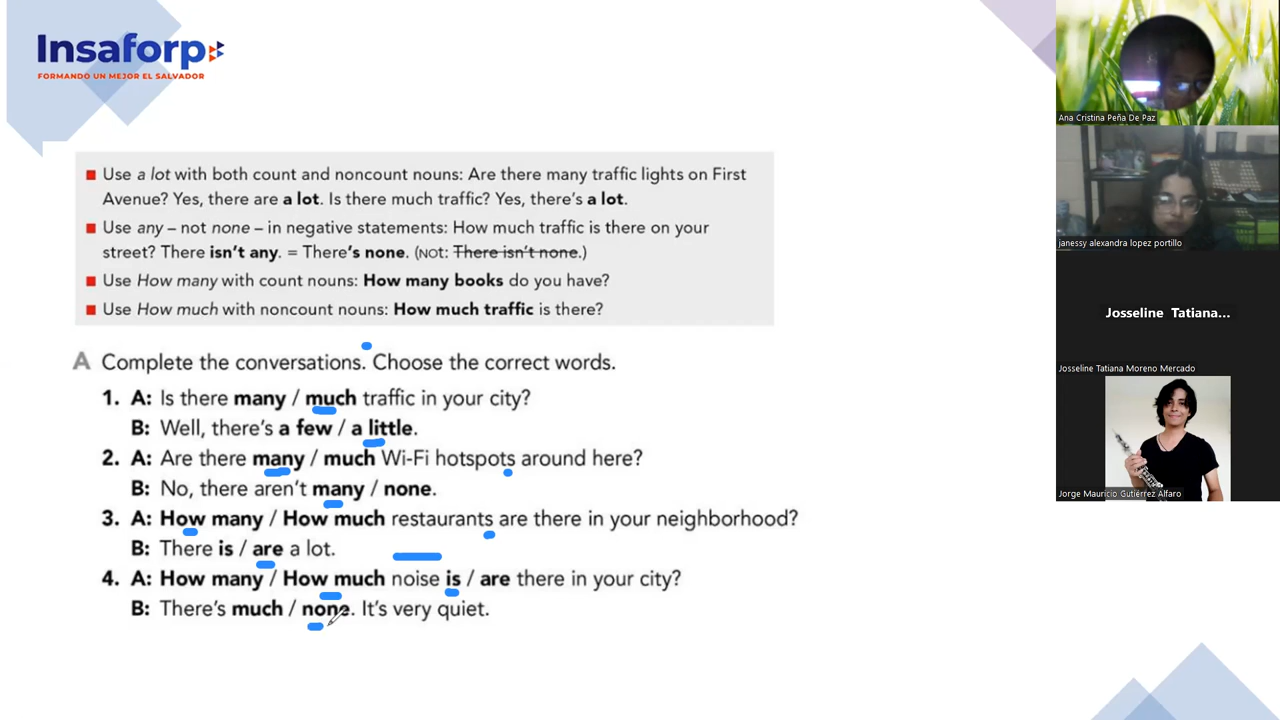 Insaforp
FORMANDO UN MEJOR EL SALVADOR
Use a lot with both count and noncount nouns: Are there many traffic lights on First
Avenue? Yes, there are a lot. Is there much traffic? Yes, there's a lot.
Use any – not none – in negative statements: How much traffic is there on your
street? There isn't any. = There's none. (NOT: There isn't none.)
Use How many with count nouns: How many books do you have?
Use How much with noncount nouns: How much traffic is there?
A Complete the conversations. Choose the correct words.
1. A: Is there many / much traffic in your city?
B: Well, there's a few / a little.
2. A: Are there many / much Wi-Fi hotspots around here?
B: No, there aren't many / none.
3. A: How many / How much restaurants are there in your neighborhood?
B: There is / are a lot.
4. A: How many / How much noise is / are there in your city?
B: There's much / none. It's very quiet.
Ana Cristina Peña De Paz
janessy alexandra lopez portillo
Josseline Tatiana...
Josseline Tatiana Moreno Mercado
Jorge Mauricio Gutiérrez Alfaro